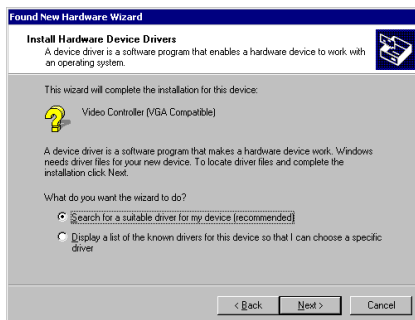 Found New Hardware Wizard
Install Hardware Device Drivers
A device driver is a software program that enables a hardware device to work with
an operating system.
This wizard will complete the installation for this device:
Video Controller (VGA Compatible)
A device driver is a software program that makes a hardware device work. Windows
needs driver files for your new device. To locate driver files and complete the
installation click Next.
What do you want the wizard to do?
Search for a suitable driver for my device (recommended)
Display a list of the known drivers for this device so that I can choose a specific
driver
< Back Next > Cancel